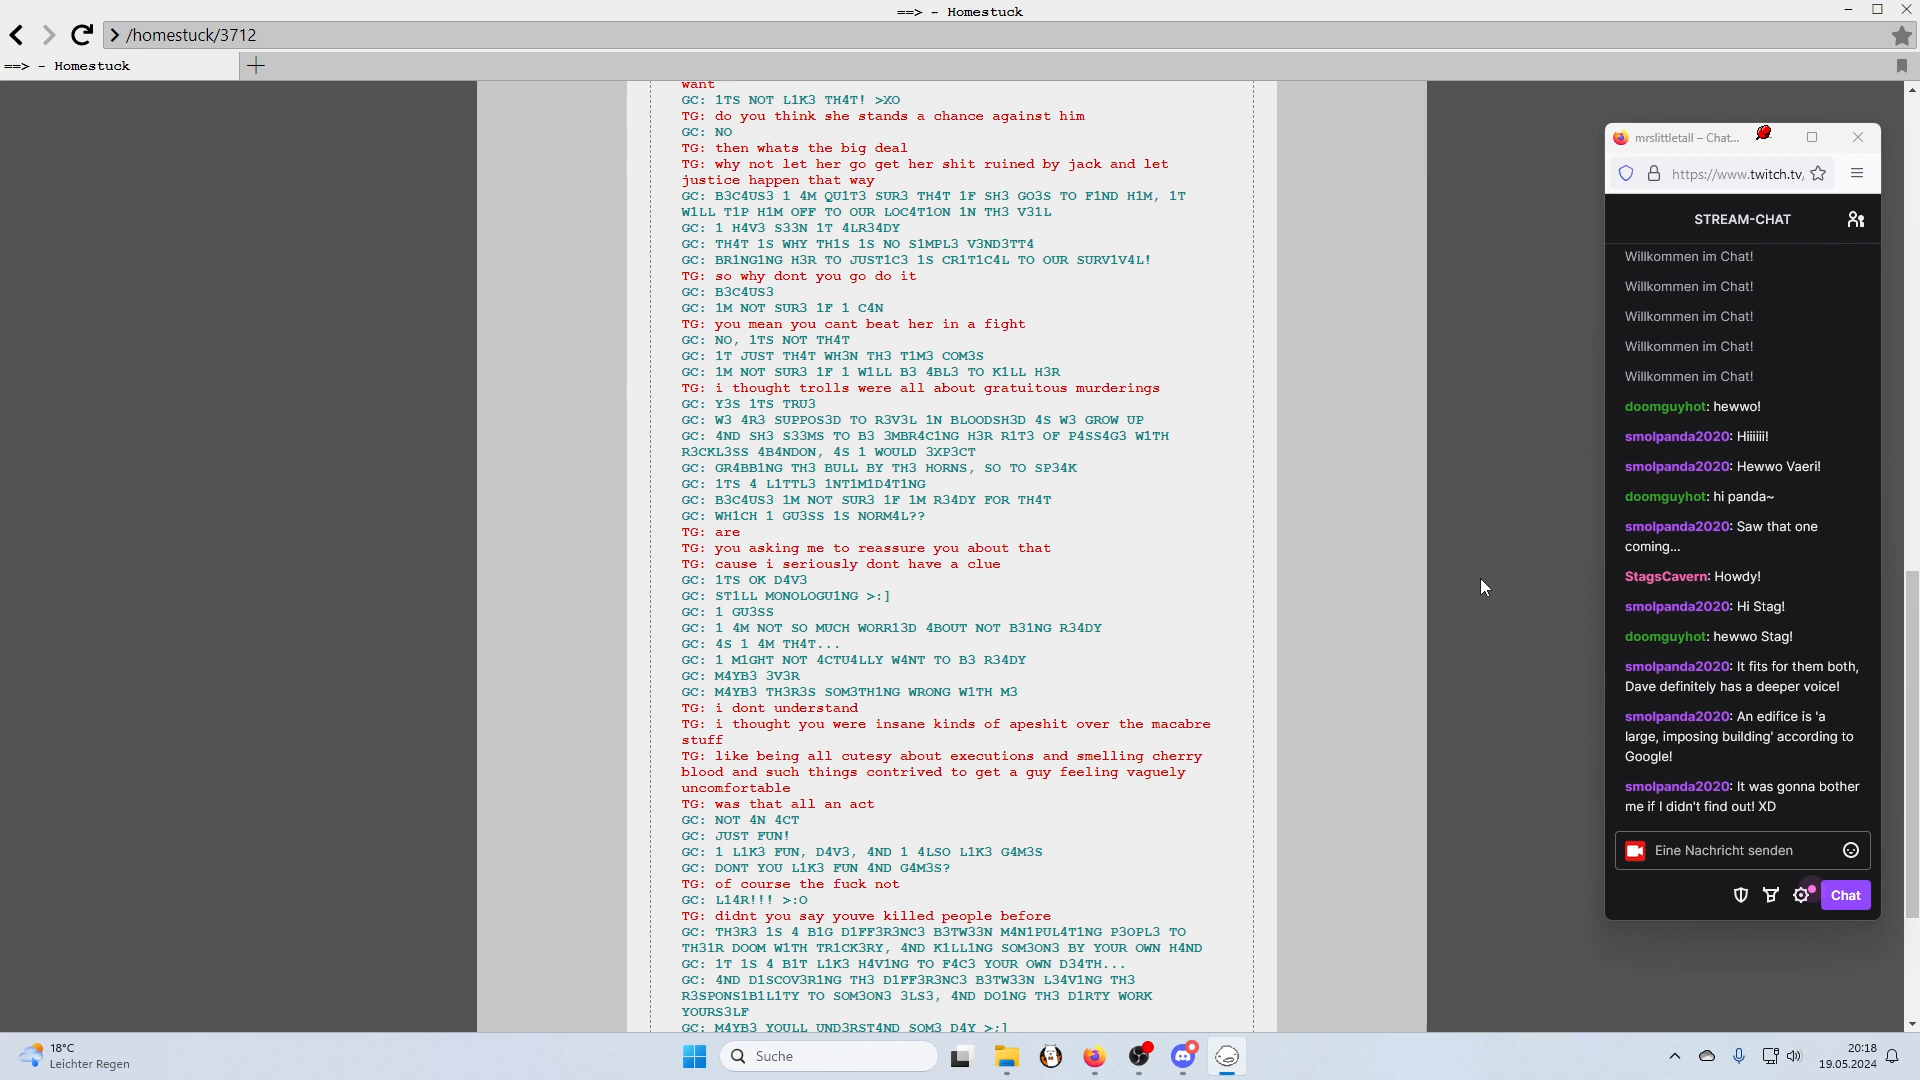 ==> - Homestuck
/homestuck/3712
==> - Homestuck
want
GC: 1TS NOT L1K3 TH4T! >XO
TG: do you think she stands a chance against him
GC: NO
TG: then whats the big deal
TG: why not let her go get her shit ruined by jack and let
justice happen that way
GC: B3C4US3 1 4M QU1T3 SUR3 TH4T 1F SH3 GO3S TO F1ND H1M, 1T
W1LL T1P H1M OFF TO OUR LOC4T1ON 1N TH3 V31L
GC: 1 H4V3 S33N 1T 4LR34DY
GC: TH4T 1S WHY TH1S 1S NO S1MPL3 V3ND3TT4
GC: BR1NG1NG H3R TO JUST1C3 1S CR1T1C4L TO OUR SURV1V4L!
TG: so why dont you go do it
GC: B3C4US3
GC: 1M NOT SUR3 1F 1 C4N
TG: you mean you cant beat her in a fight
GC: NO, 1TS NOT TH4T
GC: 1T JUST TH4T WH3N TH3 T1M3 COM3S
GC: 1M NOT SUR3 1F 1 W1LL B3 4BL3 TO K1LL H3R
TG: i thought trolls were all about gratuitous murderings
GC: Y3S 1TS TRU3
GC: W3 4R3 SUPPOS3D TO R3V3L 1N BLOODSH3D 4S W3 GROW UP
GC: 4ND SH3 S33MS TO B3 3MBR4C1NG H3R R1T3 OF P4SS4G3 W1TH
R3CKL3SS 4B4NDON, 4S 1 WOULD 3XP3CT
GC: GR4BB1NG TH3 BULL BY TH3 HORNS, SO TO SP34K
GC: 1TS 4 L1TTL3 1NT1M1D4T1NG
GC: B3C4US3 1M NOT SUR3 1F 1M R34DY FOR TH4T
GC: WH1CH 1 GU3SS 1S NORM4L??
TG: are
TG: you asking me to reassure you about that
TG: cause i seriously dont have a clue
GC: 1TS OK D4V3
GC: ST1LL MONOLOGU1NG >:]
GC: 1 GU3SS
GC: 1 4M NOT SO MUCH WORR13D 4BOUT NOT B31NG R34DY
GC: 4S 1 4M TH4T...
GC: 1 M1GHT NOT 4CTU4LLY W4NT TO B3 R34DY
GC: M4YB3 3V3R
GC: M4YB3 TH3R3S SOM3TH1NG WRONG W1TH M3
TG: i dont understand
TG: i thought you were insane kinds of apeshit over the macabre
stuff
TG: like being all cutesy about executions and smelling cherry
blood and such things contrived to get a guy feeling vaguely
uncomfortable
TG: was that all an act
GC: NOT 4N 4CT
GC: JUST FUN!
GC: 1 L1K3 FUN, D4V3, 4ND 1 4LSO L1K3 G4M3S
GC: DONT YOU L1K3 FUN 4ND G4M3S?
TG: of course the fuck not
GC: L14R!!! >:O
TG: didnt you say youve killed people before
GC: TH3R3 1S 4 B1G D1FF3R3NC3 B3TW33N M4N1PUL4T1NG P3OPL3 TO
TH31R DOOM W1TH TR1CK3RY, 4ND K1LL1NG SOM3ON3 BY YOUR OWN H4ND
GC: 1T 1S 4 B1T L1K3 H4V1NG TO F4C3 YOUR OWN D34TH...
GC: 4ND D1SCOV3R1NG TH3 D1FF3R3NC3 B3TW33N L34V1NG TH3
R3SPONS1B1L1TY TO SOM3ON3 3LS3, 4ND DO1NG TH3 D1RTY WORK
YOURS3LF
GC: M4YB3 YOULL UND3RST4ND SOM3 D4Y >;]
mrslittletall – Chat...
https://www.twitch.tv/
STREAM-CHAT
Willkommen im Chat!
Willkommen im Chat!
Willkommen im Chat!
Willkommen im Chat!
Willkommen im Chat!
doomguyhot: hewwo!
smolpanda2020: Hiiiiii!
smolpanda2020: Hewwo Vaeri!
doomguyhot: hi panda~
smolpanda2020: Saw that one
coming...
StagsCavern: Howdy!
smolpanda2020: Hi Stag!
doomguyhot: hewwo Stag!
smolpanda2020: It fits for them both,
Dave definitely has a deeper voice!
smolpanda2020: An edifice is 'a
large, imposing building' according to
Google!
smolpanda2020: It was gonna bother
me if I didn't find out! XD
Eine Nachricht senden
Chat
18°C
Leichter Regen
Suche
20:18
19.05.2024